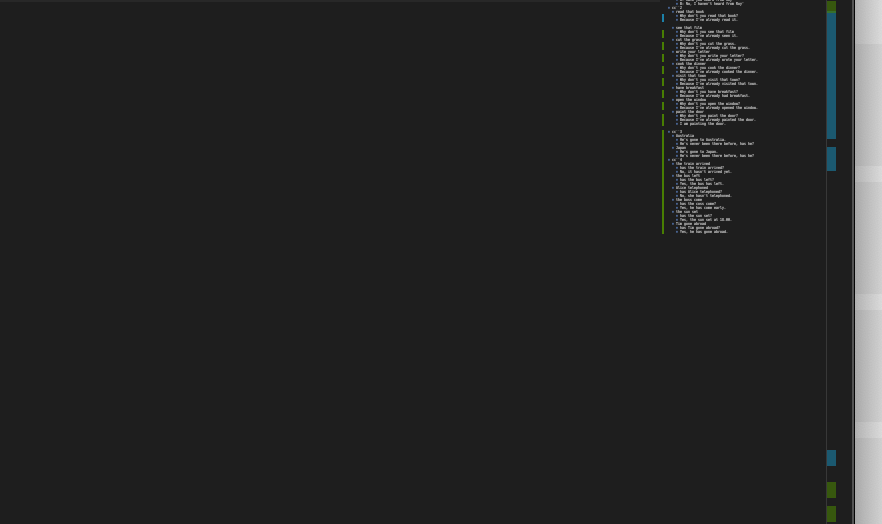 B: No, I haven't heard from Ray'
read that book
Why don't you read that book?
Because I've already read it.
see that film
Why don't you see that film
Because I've already seen it.
cut the grass
Why don't you cut the grass.
Because I've already cut the grass.
write your letter
Why don't you write your letter?
Because I've already wrote your letter.
cook the dinner
Why don't you cook the dinner?
Because I've already cooked the dinner.
visit that town
Why don't you visit that town?
Because I've already visited that town.
have breakfast
Why don't you have breakfast?
Because I've already had breakfast.
open the window
Why don't you open the window?
Because I've already opened the window.
paint the door
Why don't you paint the door?
Because I've already painted the door.
I am painting the door.
Australia
He's gone to Australia.
He's never been there before, has he?
Japan
He's gone to Japan.
He's never been there before, has he?
the train arrived
has the train arrived?
No, it hasn't arrived yet.
the bus left
has the bus left?
Yes, the bus has left.
Alice telephoned
has Alice telephoned?
No, she hasn't telephoned.
the boss come
has the boss come?
Yes, he has come early.
the sun set
has the sun set?
Yes, the sun set at 18.00.
Tim gone abroad
has Tim gone abroad?
Yes, he has gone abroad.